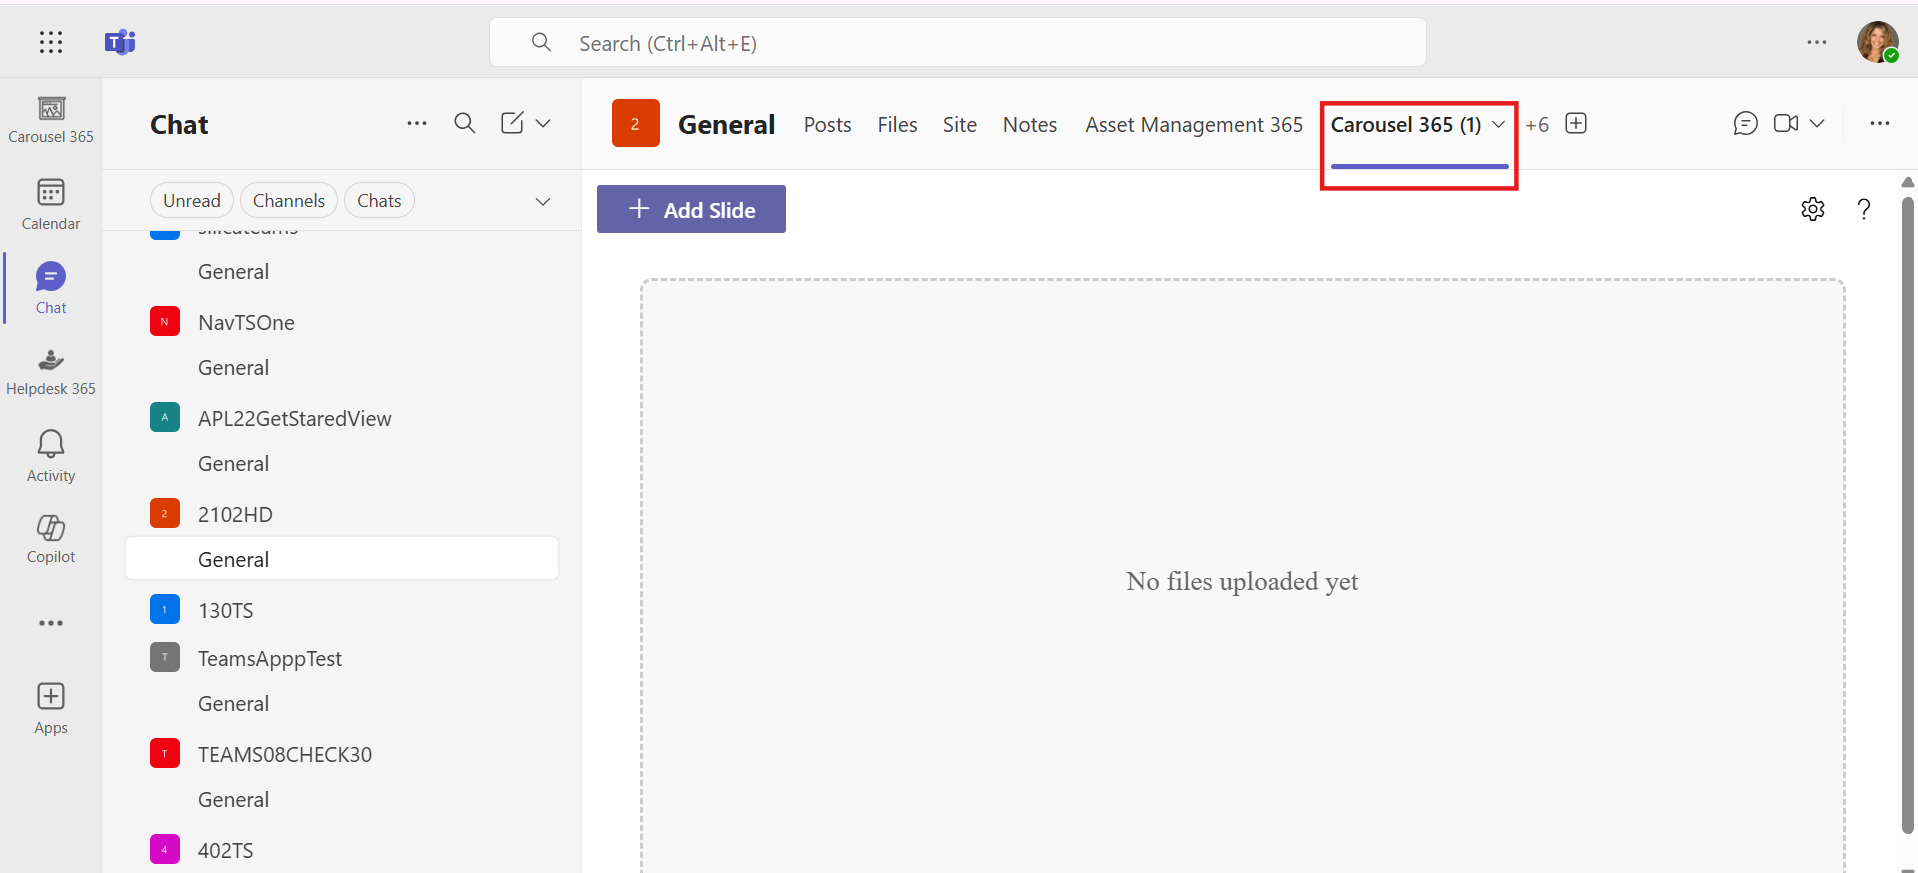 Search (Ctrl+Alt+E)
Carousel 365
Calendar
Chat
Helpdesk 365
Activity
Copilot
Apps
Chat
Unread
Channels
Chats
General
N
NavTSOne
General
A
APL22GetStaredView
General
2
2102HD
General
1
130TS
T
TeamsApppTest
General
T
TEAMS08CHECK30
General
4
402TS
2
General
Posts
Files
Site
Notes
Asset Management 365
Carousel 365 (1)
+6
+ Add Slide
?
No files uploaded yet